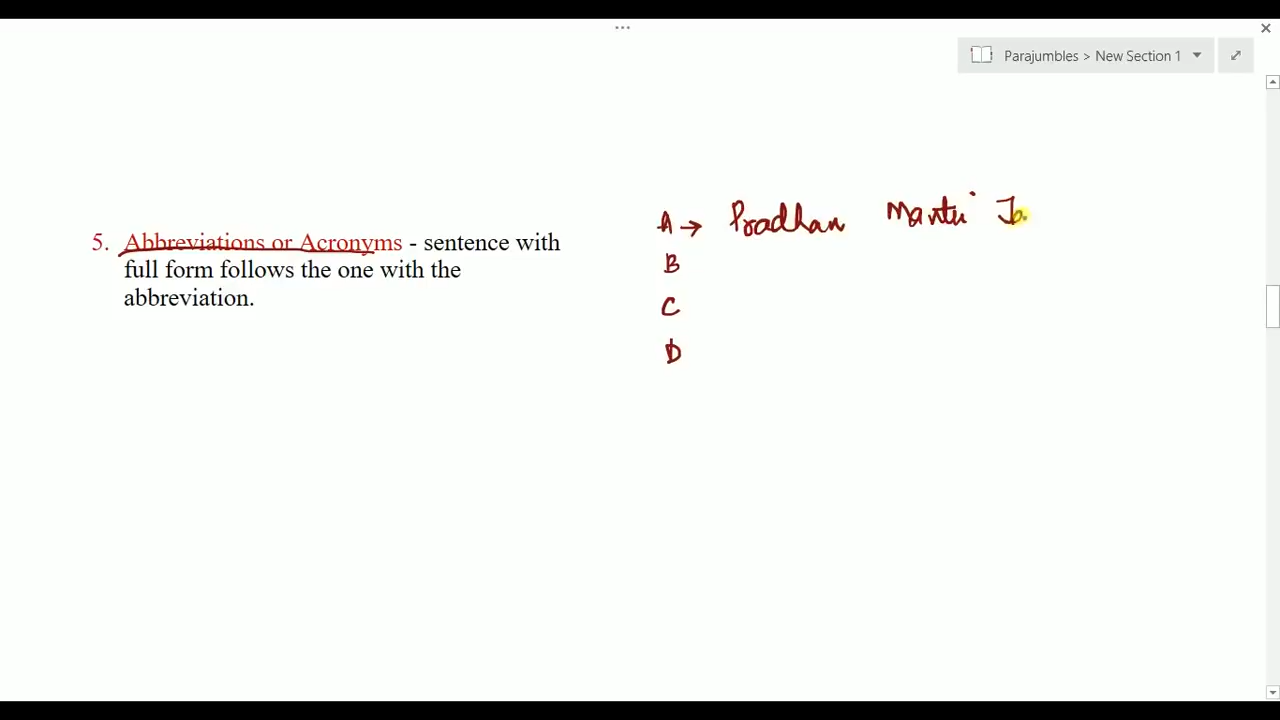 ...
Parajumbles > New Section 1
5. Abbreviations or Acronyms - sentence with
full form follows the one with the
abbreviation.
A → Pradhan Mantri Ja
B
C
D